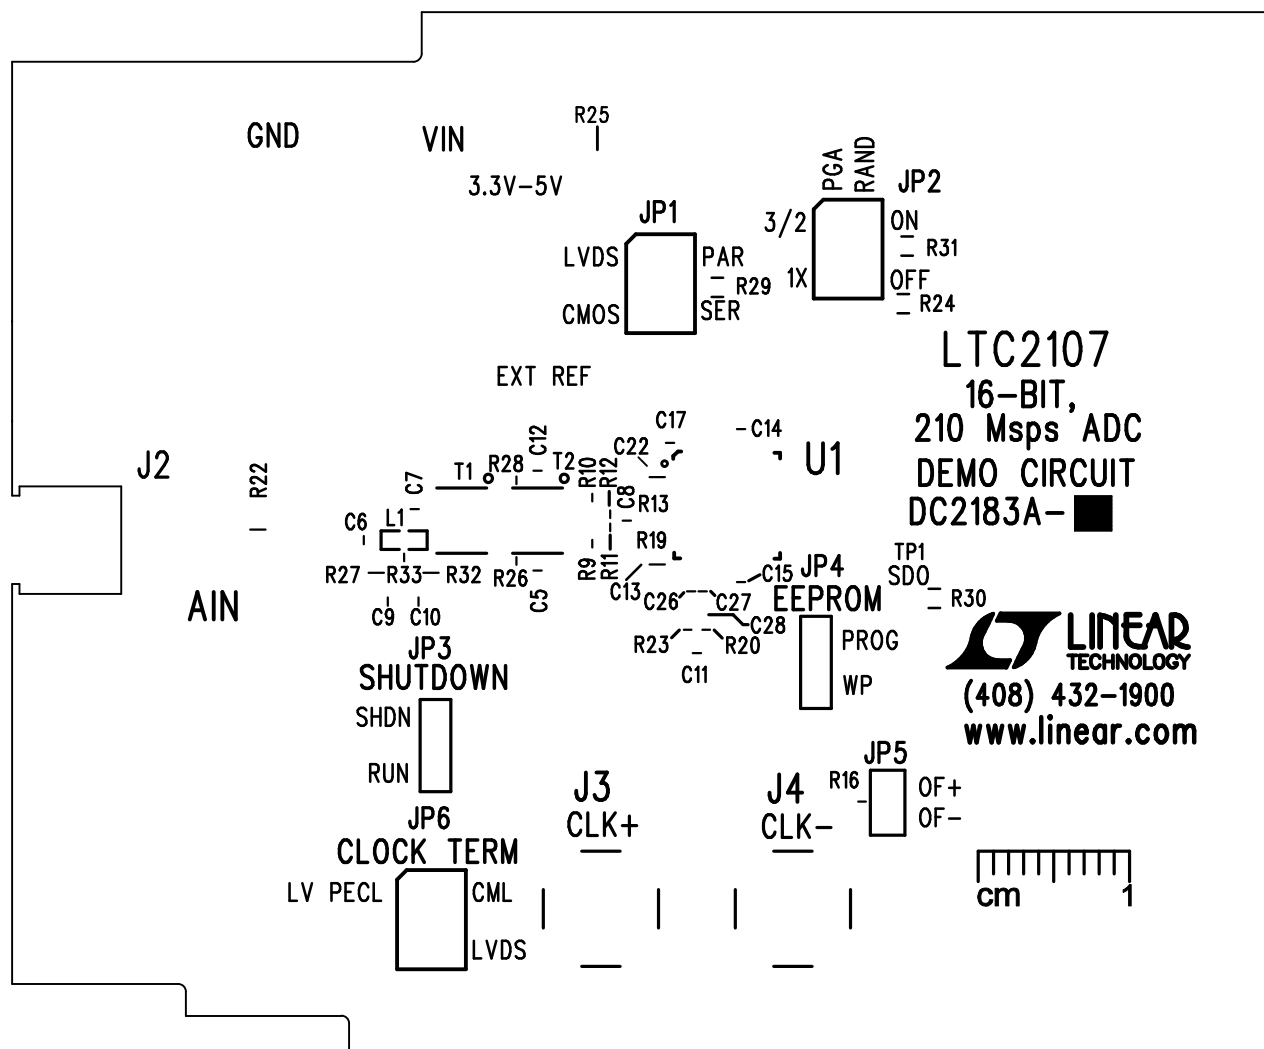 R25
GND
VIN
3.3V-5V
PGA
RAND
JP2
JP1
3/2
ON
LVDS
PAR
R31
1X
OFF
R29
CMOS
SER
R24
LTC2107
16-BIT,
210 Msps ADC
DEMO CIRCUIT
DC2183A-
EXT REF
C17
C14
U1
J2
R22
C7
T1
R28
C12
T2
R10
R12
C22
C8
R13
C6
L1
R19
R27
R33
R32
R26
C5
R9
R11
C13
C15
JP4
EEPROM
TP1
SDO
R30
C9
C10
AIN
C26
C27
C28
R23
R20
C11
PROG
WP
LINEAR
TECHNOLOGY
(408) 432-1900
www.linear.com
JP3
SHUTDOWN
SHDN
RUN
JP5
R16
OF+
OF-
J3
CLK+
J4
CLK-
JP6
CLOCK TERM
LV PECL
CML
LVDS
cm 1